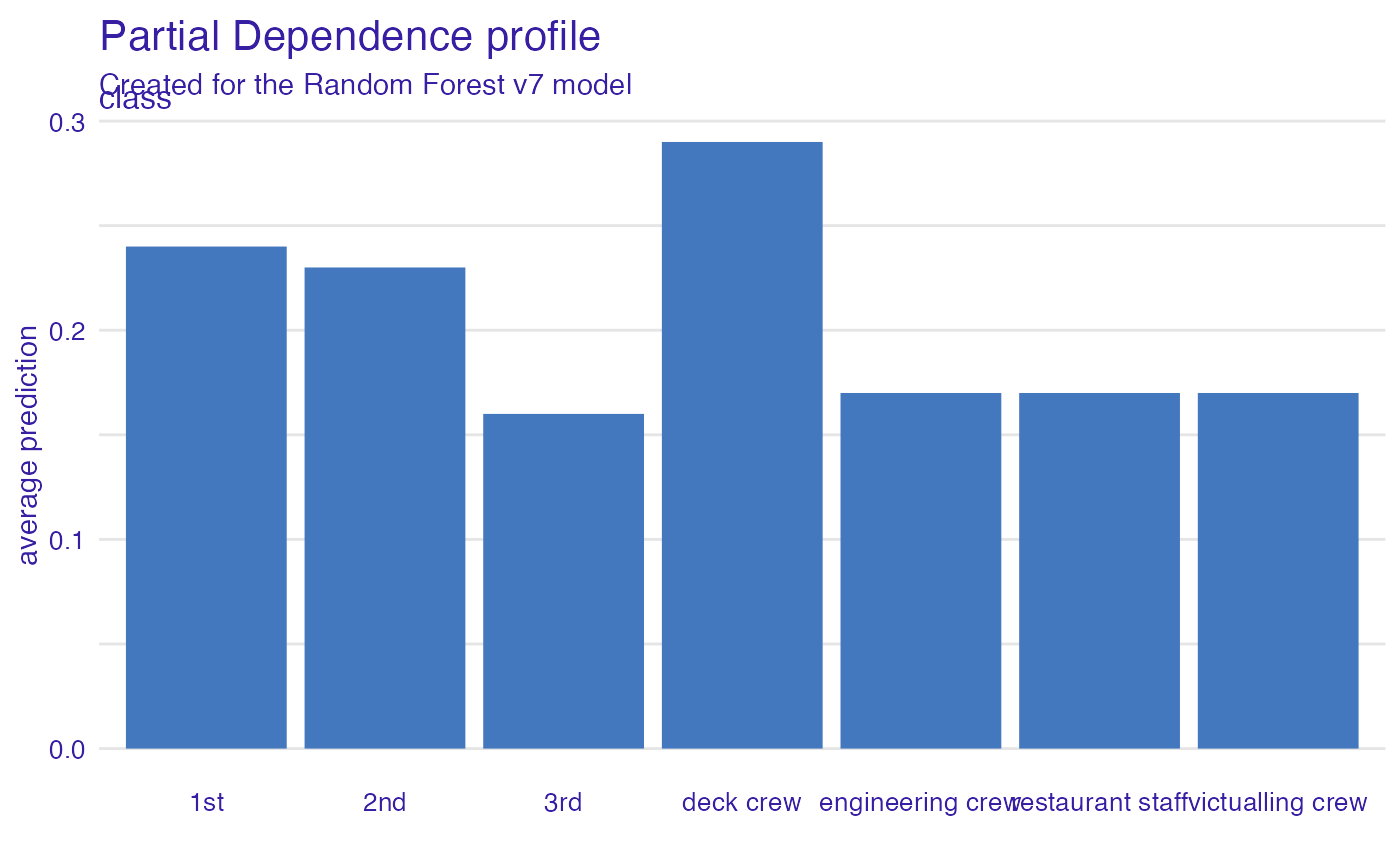 Partial Dependence profile
Created for the Random Forest v7 model
class
0.3
0.2
0.1
0.0
average prediction
1st 2nd 3rd deck crew engineering crew restaurant staff victualling crew